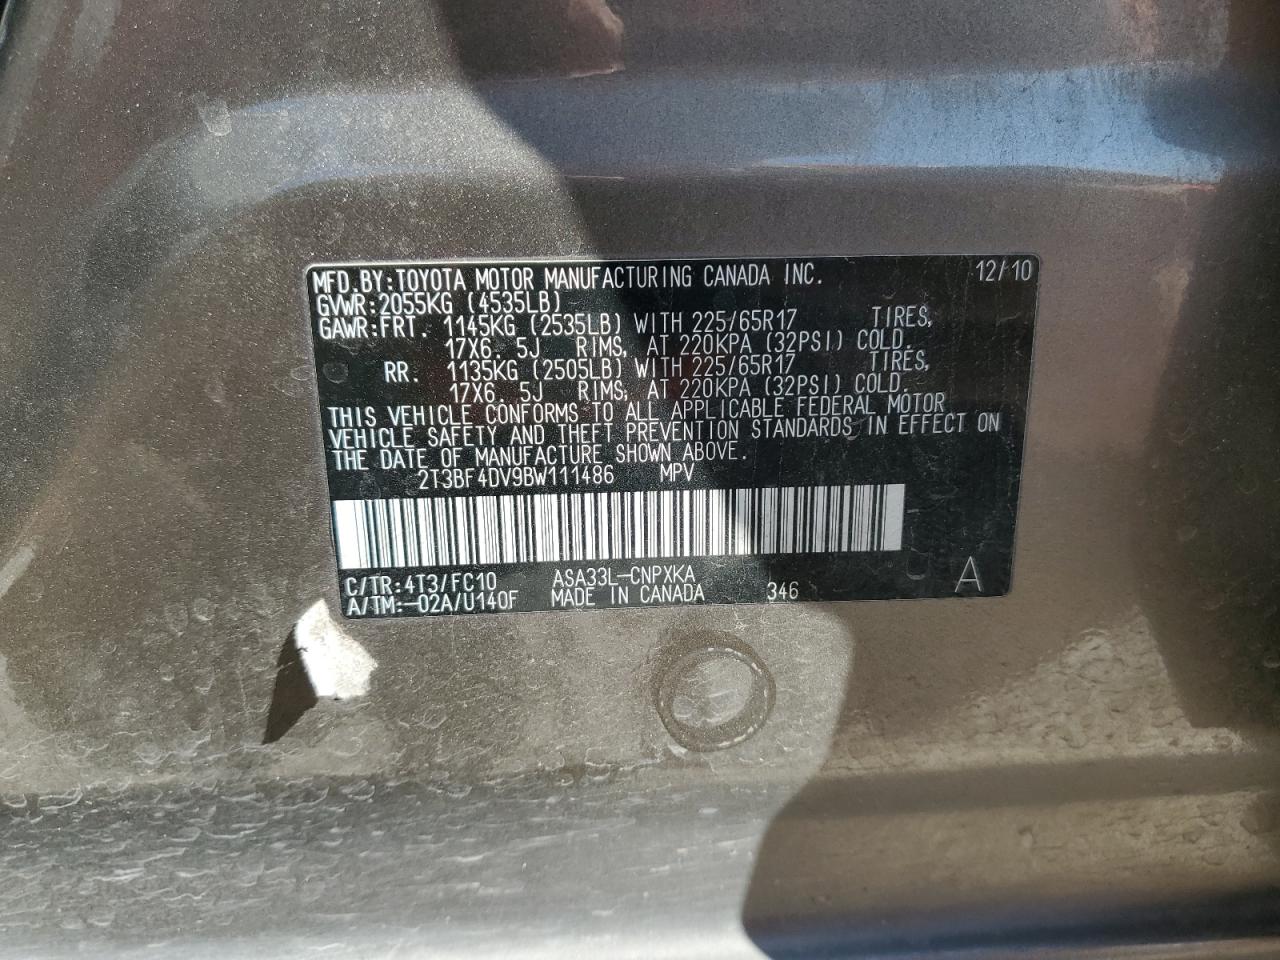 MFD.BY:TOYOTA MOTOR MANUFACTURING CANADA INC. 12/10
GVWR:2055KG (4535LB)
GAWR:FRT. 1145KG (2535LB) WITH 225/65R17 TIRES,
17X6. 5J RIMS, AT 220KPA (32PSI) COLD.
RR. 1135KG (2505LB) WITH 225/65R17 TIRES,
17X6. 5J RIMS, AT 220KPA (32PSI) COLD.
THIS VEHICLE CONFORMS TO ALL APPLICABLE FEDERAL MOTOR
VEHICLE SAFETY AND THEFT PREVENTION STANDARDS IN EFFECT ON
THE DATE OF MANUFACTURE SHOWN ABOVE.
2T3BF4DV9BW111486 MPV
C/TR:4T3/FC10 ASA33L-CNPXKA
A/TM:-02A/U140F MADE IN CANADA 346 A